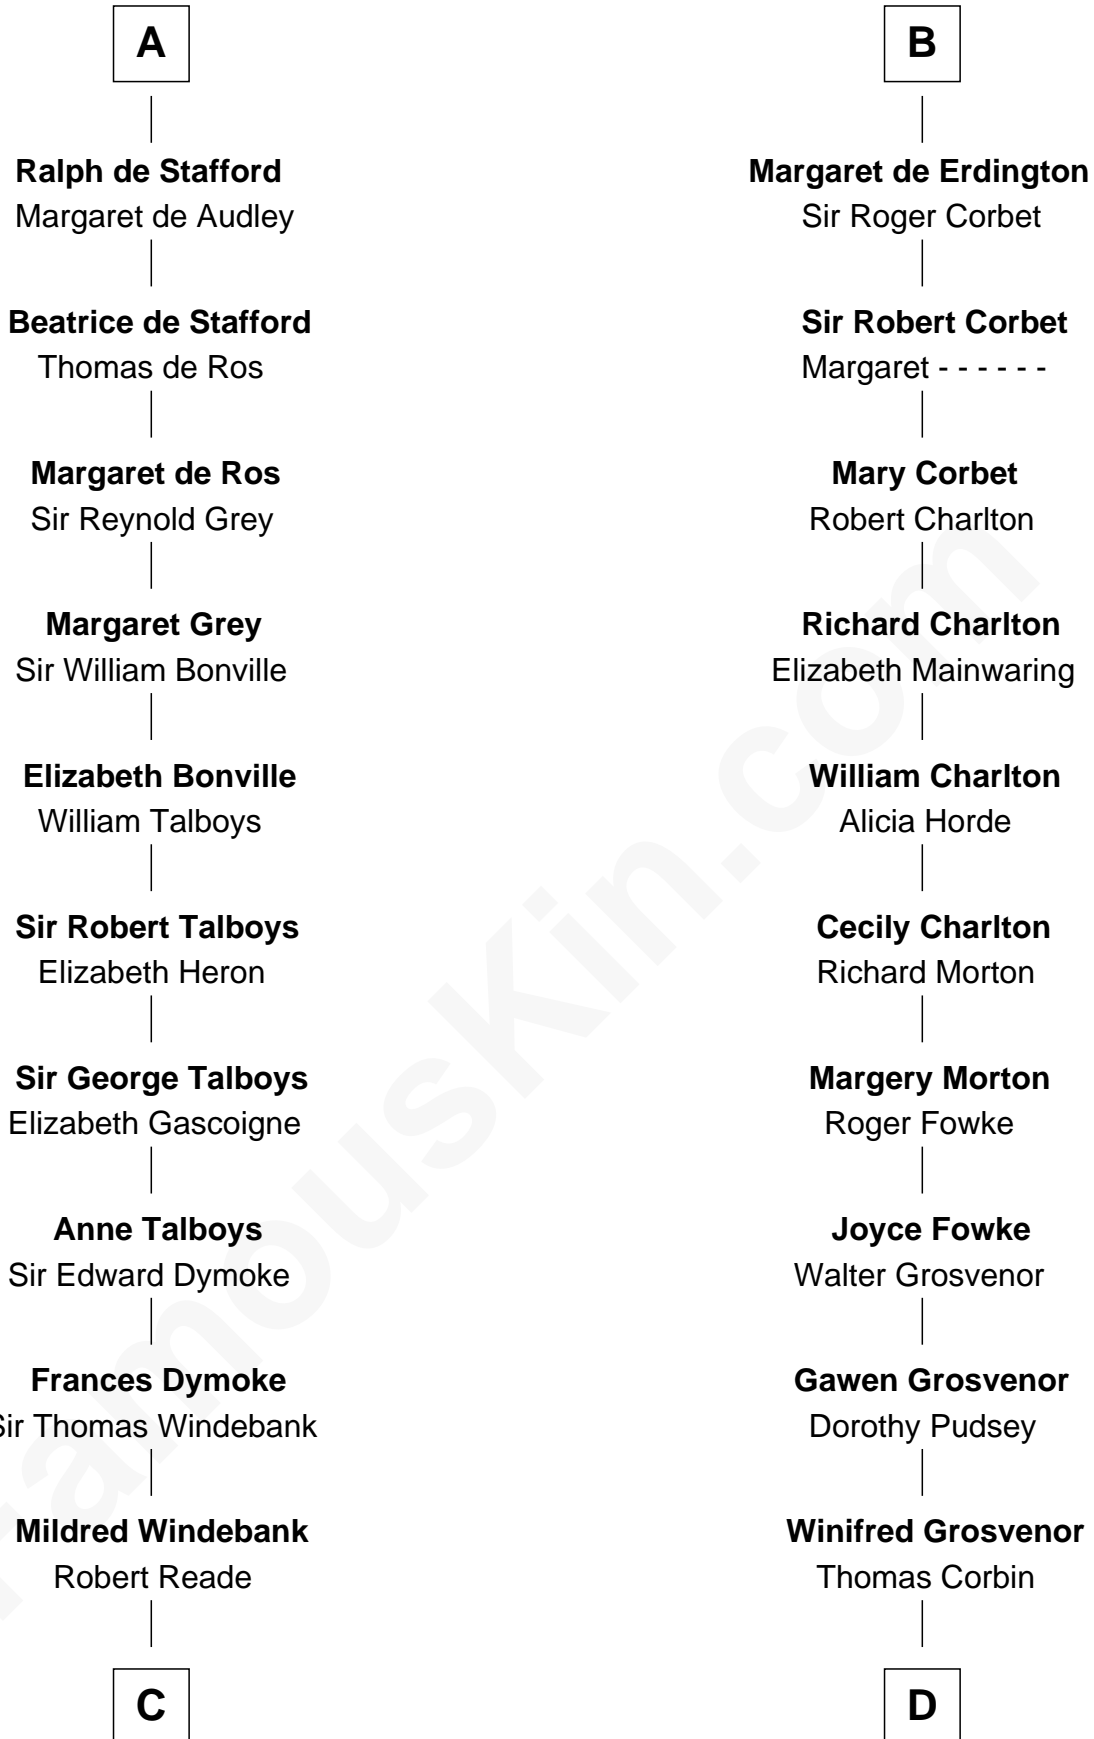 A
Ralph de Stafford
Margaret de Audley
Beatrice de Stafford
Thomas de Ros
Margaret de Ros
Sir Reynold Grey
Margaret Grey
Sir William Bonville
Elizabeth Bonville
William Talboys
Sir Robert Talboys
Elizabeth Heron
Sir George Talboys
Elizabeth Gascoigne
Anne Talboys
Sir Edward Dymoke
Frances Dymoke
Sir Thomas Windebank
Mildred Windebank
Robert Reade
C
B
Margaret de Erdington
Sir Roger Corbet
Sir Robert Corbet
Margaret - - - - - -
Mary Corbet
Robert Charlton
Richard Charlton
Elizabeth Mainwaring
William Charlton
Alicia Horde
Cecily Charlton
Richard Morton
Margery Morton
Roger Fowke
Joyce Fowke
Walter Grosvenor
Gawen Grosvenor
Dorothy Pudsey
Winifred Grosvenor
Thomas Corbin
D
FamousKin.com